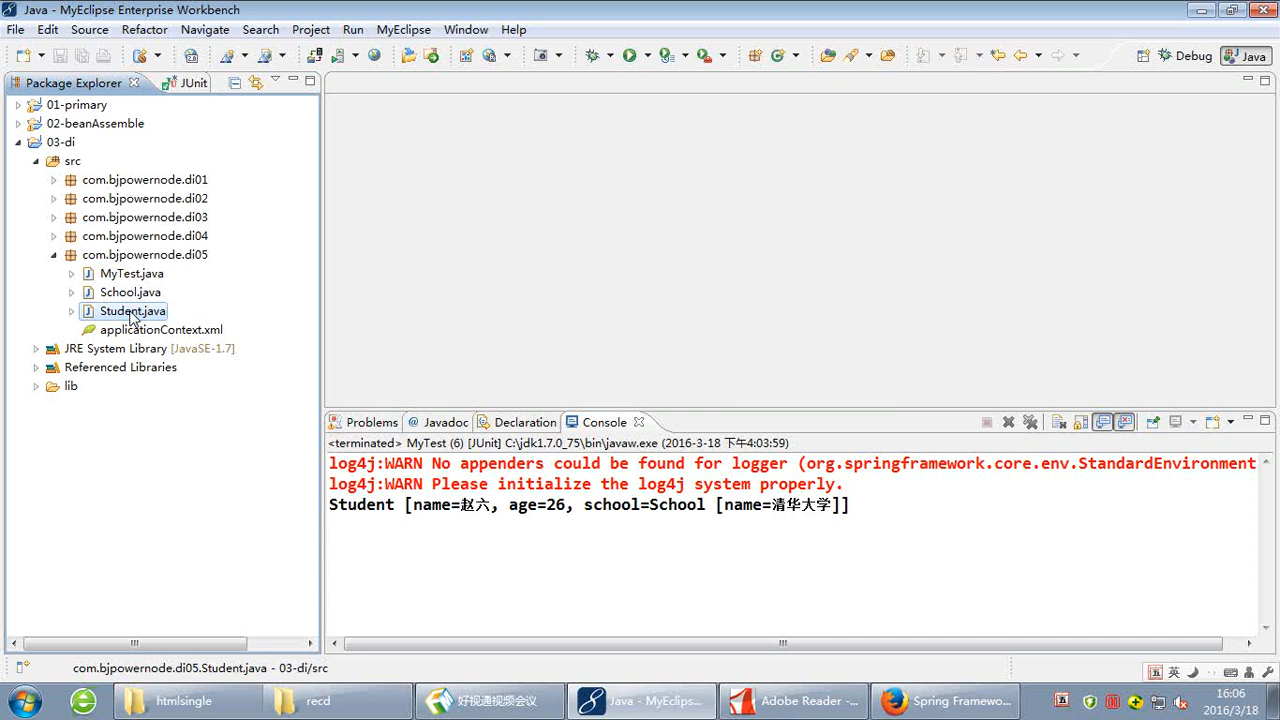 Java - MyEclipse Enterprise Workbench
File Edit Source Refactor Navigate Search Project Run MyEclipse Window Help
Debug Java
Package Explorer JUnit
01-primary
02-beanAssemble
03-di
src
com.bjpowernode.di01
com.bjpowernode.di02
com.bjpowernode.di03
com.bjpowernode.di04
com.bjpowernode.di05
MyTest.java
School.java
Student.java
applicationContext.xml
JRE System Library [JavaSE-1.7]
Referenced Libraries
lib
Problems @ Javadoc Declaration Console
<terminated> MyTest (6) [JUnit] C:\jdk1.7.0_75\bin\javaw.exe (2016-3-18 下午4:03:59)
log4j:WARN No appenders could be found for logger (org.springframework.core.env.StandardEnvironment
log4j:WARN Please initialize the log4j system properly.
Student [name=赵六, age=26, school=School [name=清华大学]]
com.bjpowernode.di05.Student.java - 03-di/src
英
htmlsingle recd 好视通视频会议 Java - MyEclips... Adobe Reader -... Spring Framewo...
16:06
2016/3/18